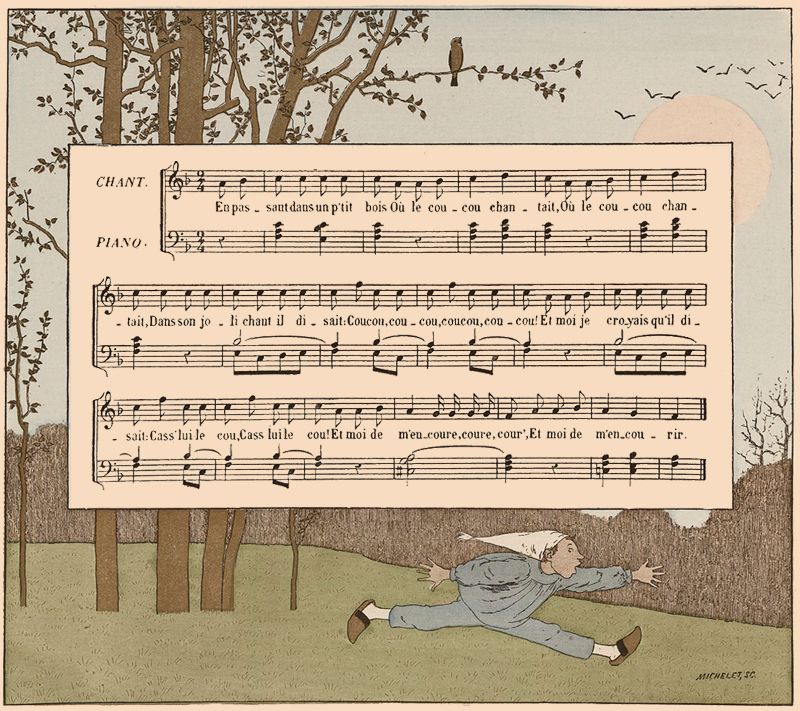 CHANT.
En pas _ sant dans un p'tit bois Où le cou _ cou chan _ tait, Où le cou _ cou chan _
PIANO.
_ tait, Dans son jo _ li chant il di _ sait: Coucou, cou _ cou, coucou, cou _ cou! Et moi je cro_yais qu'il di _
_ sait: Cass' lui le cou, Cass lui le cou! Et moi de m'en_coure, coure, cour', Et moi de m'en_cou _ rir.
MICHELET, SC.